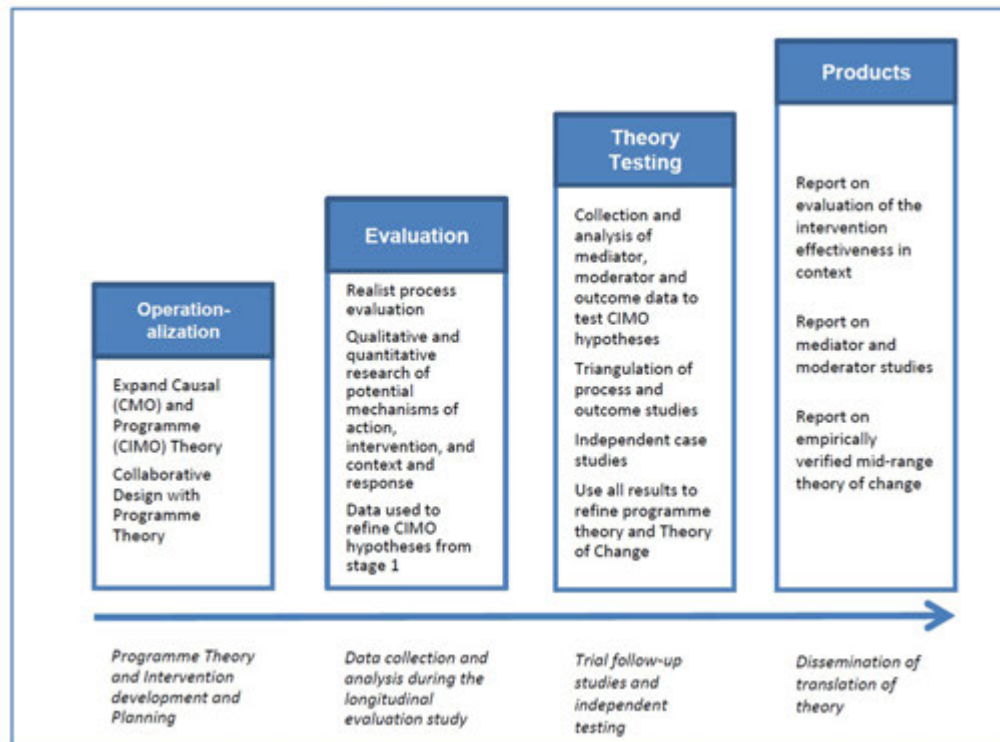 Operation-
alization
Expand Causal
(CMO) and
Programme
(CIMO) Theory
Collaborative
Design with
Programme
Theory
Evaluation
Realist process
evaluation
Qualitative and
quantitative
research of
potential
mechanisms of
action,
intervention, and
context and
response
Data used to
refine CIMO
hypotheses from
stage 1
Theory
Testing
Collection and
analysis of
mediator,
moderator and
outcome data to
test CIMO
hypotheses
Triangulation of
process and
outcome studies
Independent case
studies
Use all results to
refine programme
theory and Theory
of Change
Products
Report on
evaluation of the
intervention
effectiveness in
context
Report on
mediator and
moderator studies
Report on
empirically
verified mid-range
theory of change
Programme Theory
and Intervention
development and
Planning
Data collection and
analysis during the
longitudinal
evaluation study
Trial follow-up
studies and
independent
testing
Dissemination of
translation of
theory